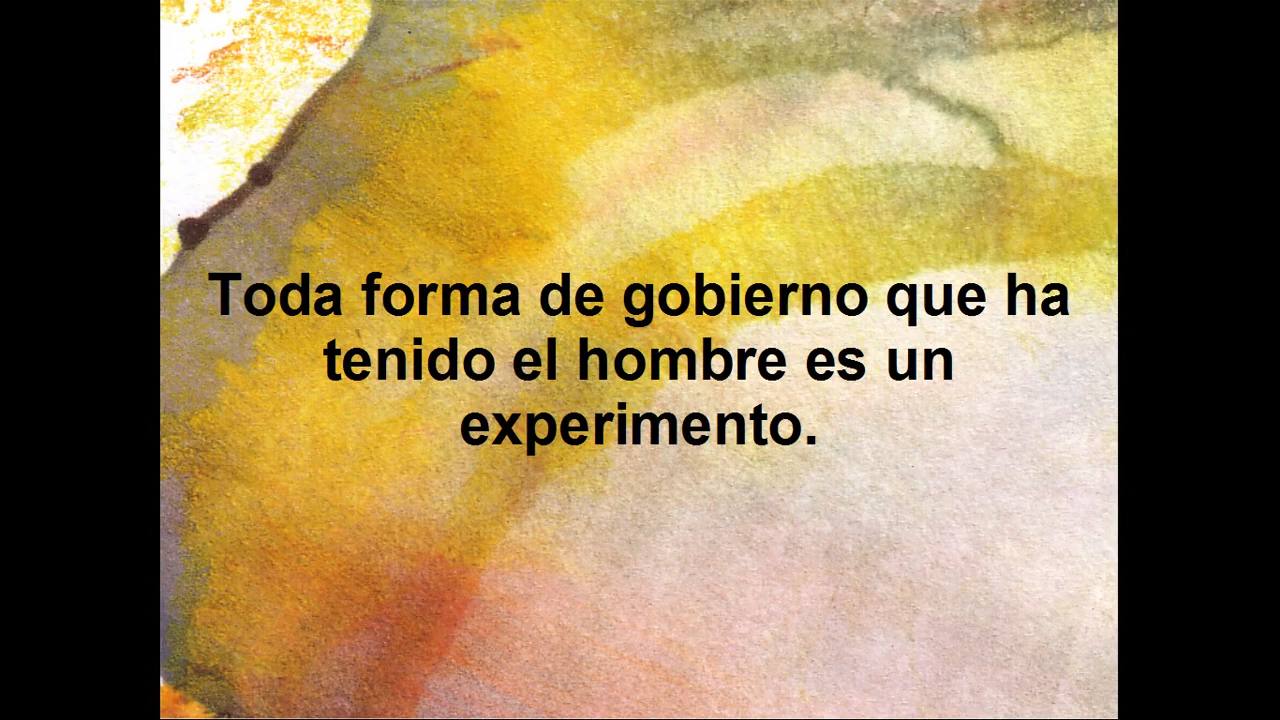 Toda forma de gobierno que ha
tenido el hombre es un
experimento.